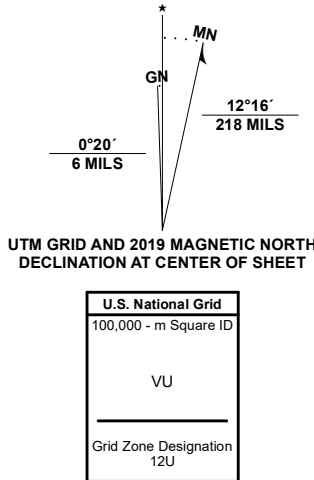 MN
GN
12°16´
218 MILS
0°20´
6 MILS
UTM GRID AND 2019 MAGNETIC NORTH
DECLINATION AT CENTER OF SHEET
U.S. National Grid
100,000 - m Square ID
VU
Grid Zone Designation
12U